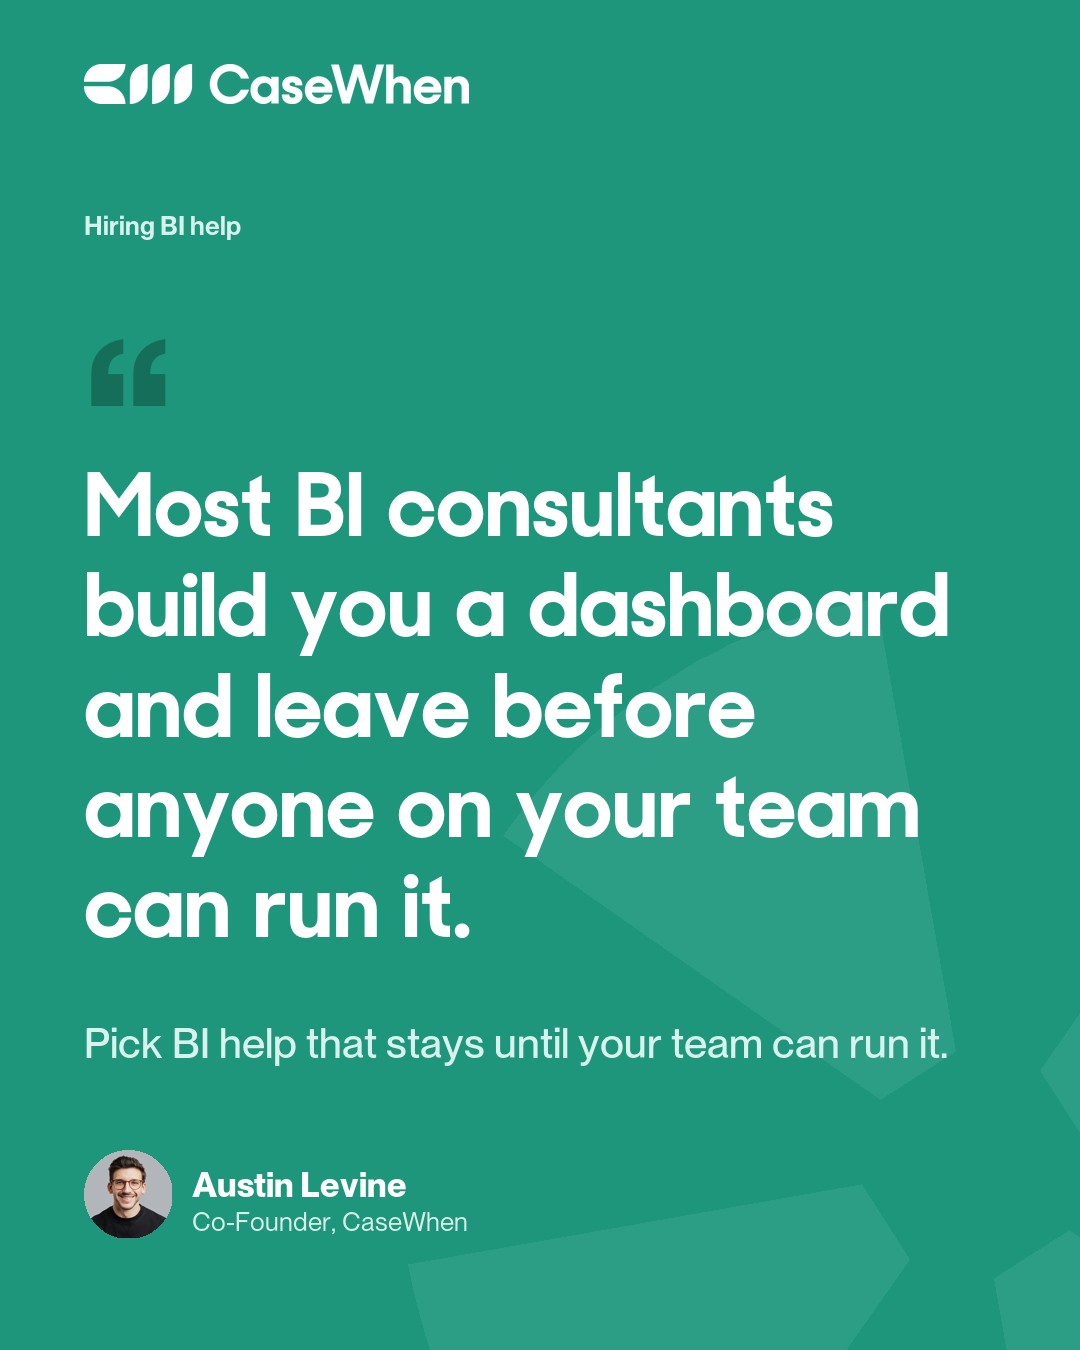 CaseWhen
Hiring BI help
“
Most BI consultants
build you a dashboard
and leave before
anyone on your team
can run it.
Pick BI help that stays until your team can run it.
Austin Levine
Co-Founder, CaseWhen